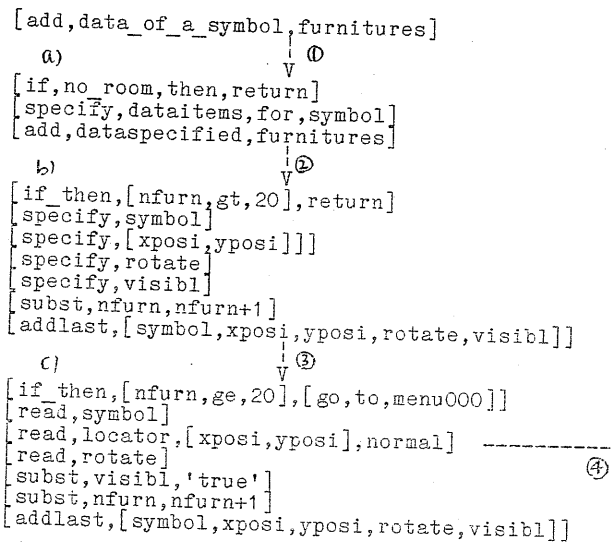 [add,data_of_a_symbol,furnitures]
①
a)
V
[if,no_room,then,return]
[specify,dataitems,for,symbol]
[add,dataspecified,furnitures]
②
b)
V
[if_then,[nfurn,gt,20],return]
[specify,symbol]
[specify,[xposi,yposi]]]
[specify,rotate]
[specify,visibl]
[subst,nfurn,nfurn+1]
[addlast,[symbol,xposi,yposi,rotate,visibl]]
③
c)
V
[if_then,[nfurn,ge,20],[go,to,menu000]]
[read,symbol]
[read,locator,[xposi,yposi],normal] ----------
[read,rotate]
④
[subst,visibl,'true']
[subst,nfurn,nfurn+1]
[addlast,[symbol,xposi,yposi,rotate,visibl]]